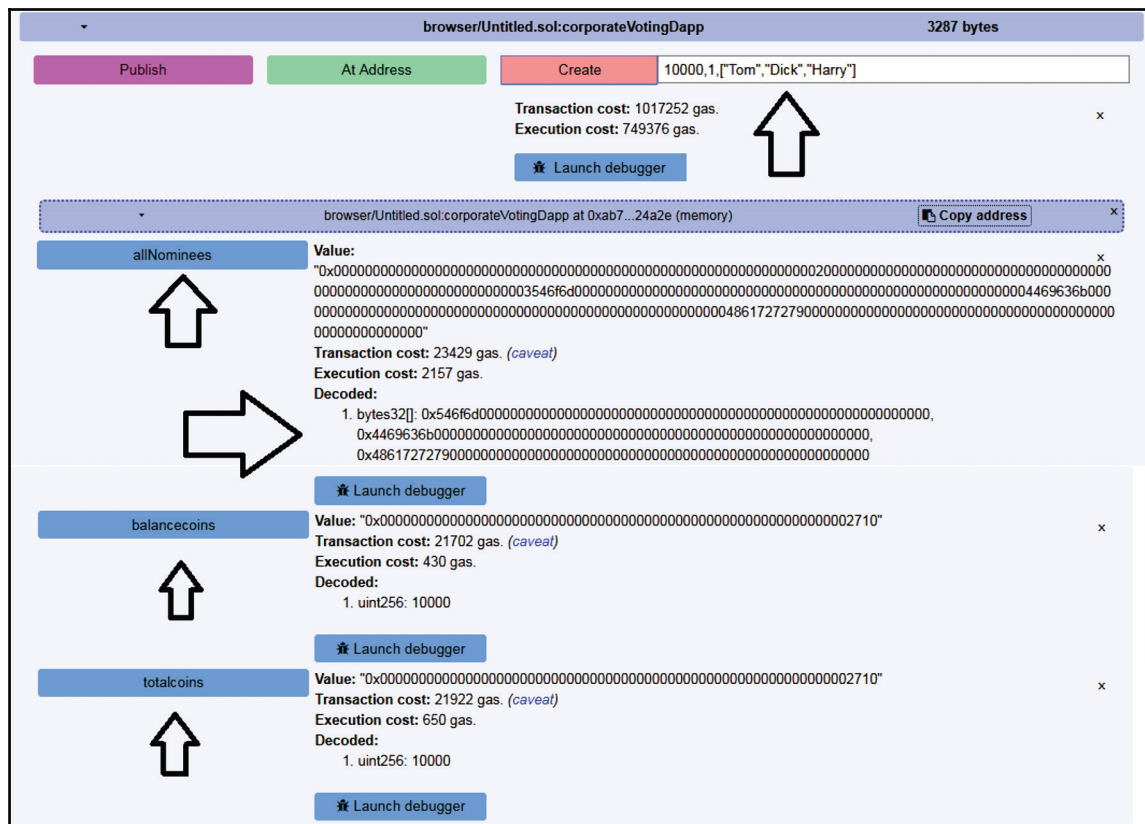 browser/Untitled.sol:corporateVotingDapp 3287 bytes
Publish At Address Create 10000,1,["Tom","Dick","Harry"]
Transaction cost: 1017252 gas. x
Execution cost: 749376 gas.
Launch debugger
browser/Untitled.sol:corporateVotingDapp at 0xab7...24a2e (memory) Copy address x
allNominees Value: x
"0x0000000000000000000000000000000000000000000000000000000000000020000000000000000000000000000000000000
0000000000000000000000000003546f6d00000000000000000000000000000000000000000000000000000000004469636b000
0000000000000000000000000000000000000000000000000000048617272790000000000000000000000000000000000000000
00000000000000"
Transaction cost: 23429 gas. (caveat)
Execution cost: 2157 gas.
Decoded:
1. bytes32[]: 0x546f6d0000000000000000000000000000000000000000000000000000000000,
0x4469636b00000000000000000000000000000000000000000000000000000000,
0x4861727279000000000000000000000000000000000000000000000000000000
Launch debugger
balancecoins Value: "0x0000000000000000000000000000000000000000000000000000000000002710" x
Transaction cost: 21702 gas. (caveat)
Execution cost: 430 gas.
Decoded:
1. uint256: 10000
Launch debugger
totalcoins Value: "0x0000000000000000000000000000000000000000000000000000000000002710" x
Transaction cost: 21922 gas. (caveat)
Execution cost: 650 gas.
Decoded:
1. uint256: 10000
Launch debugger